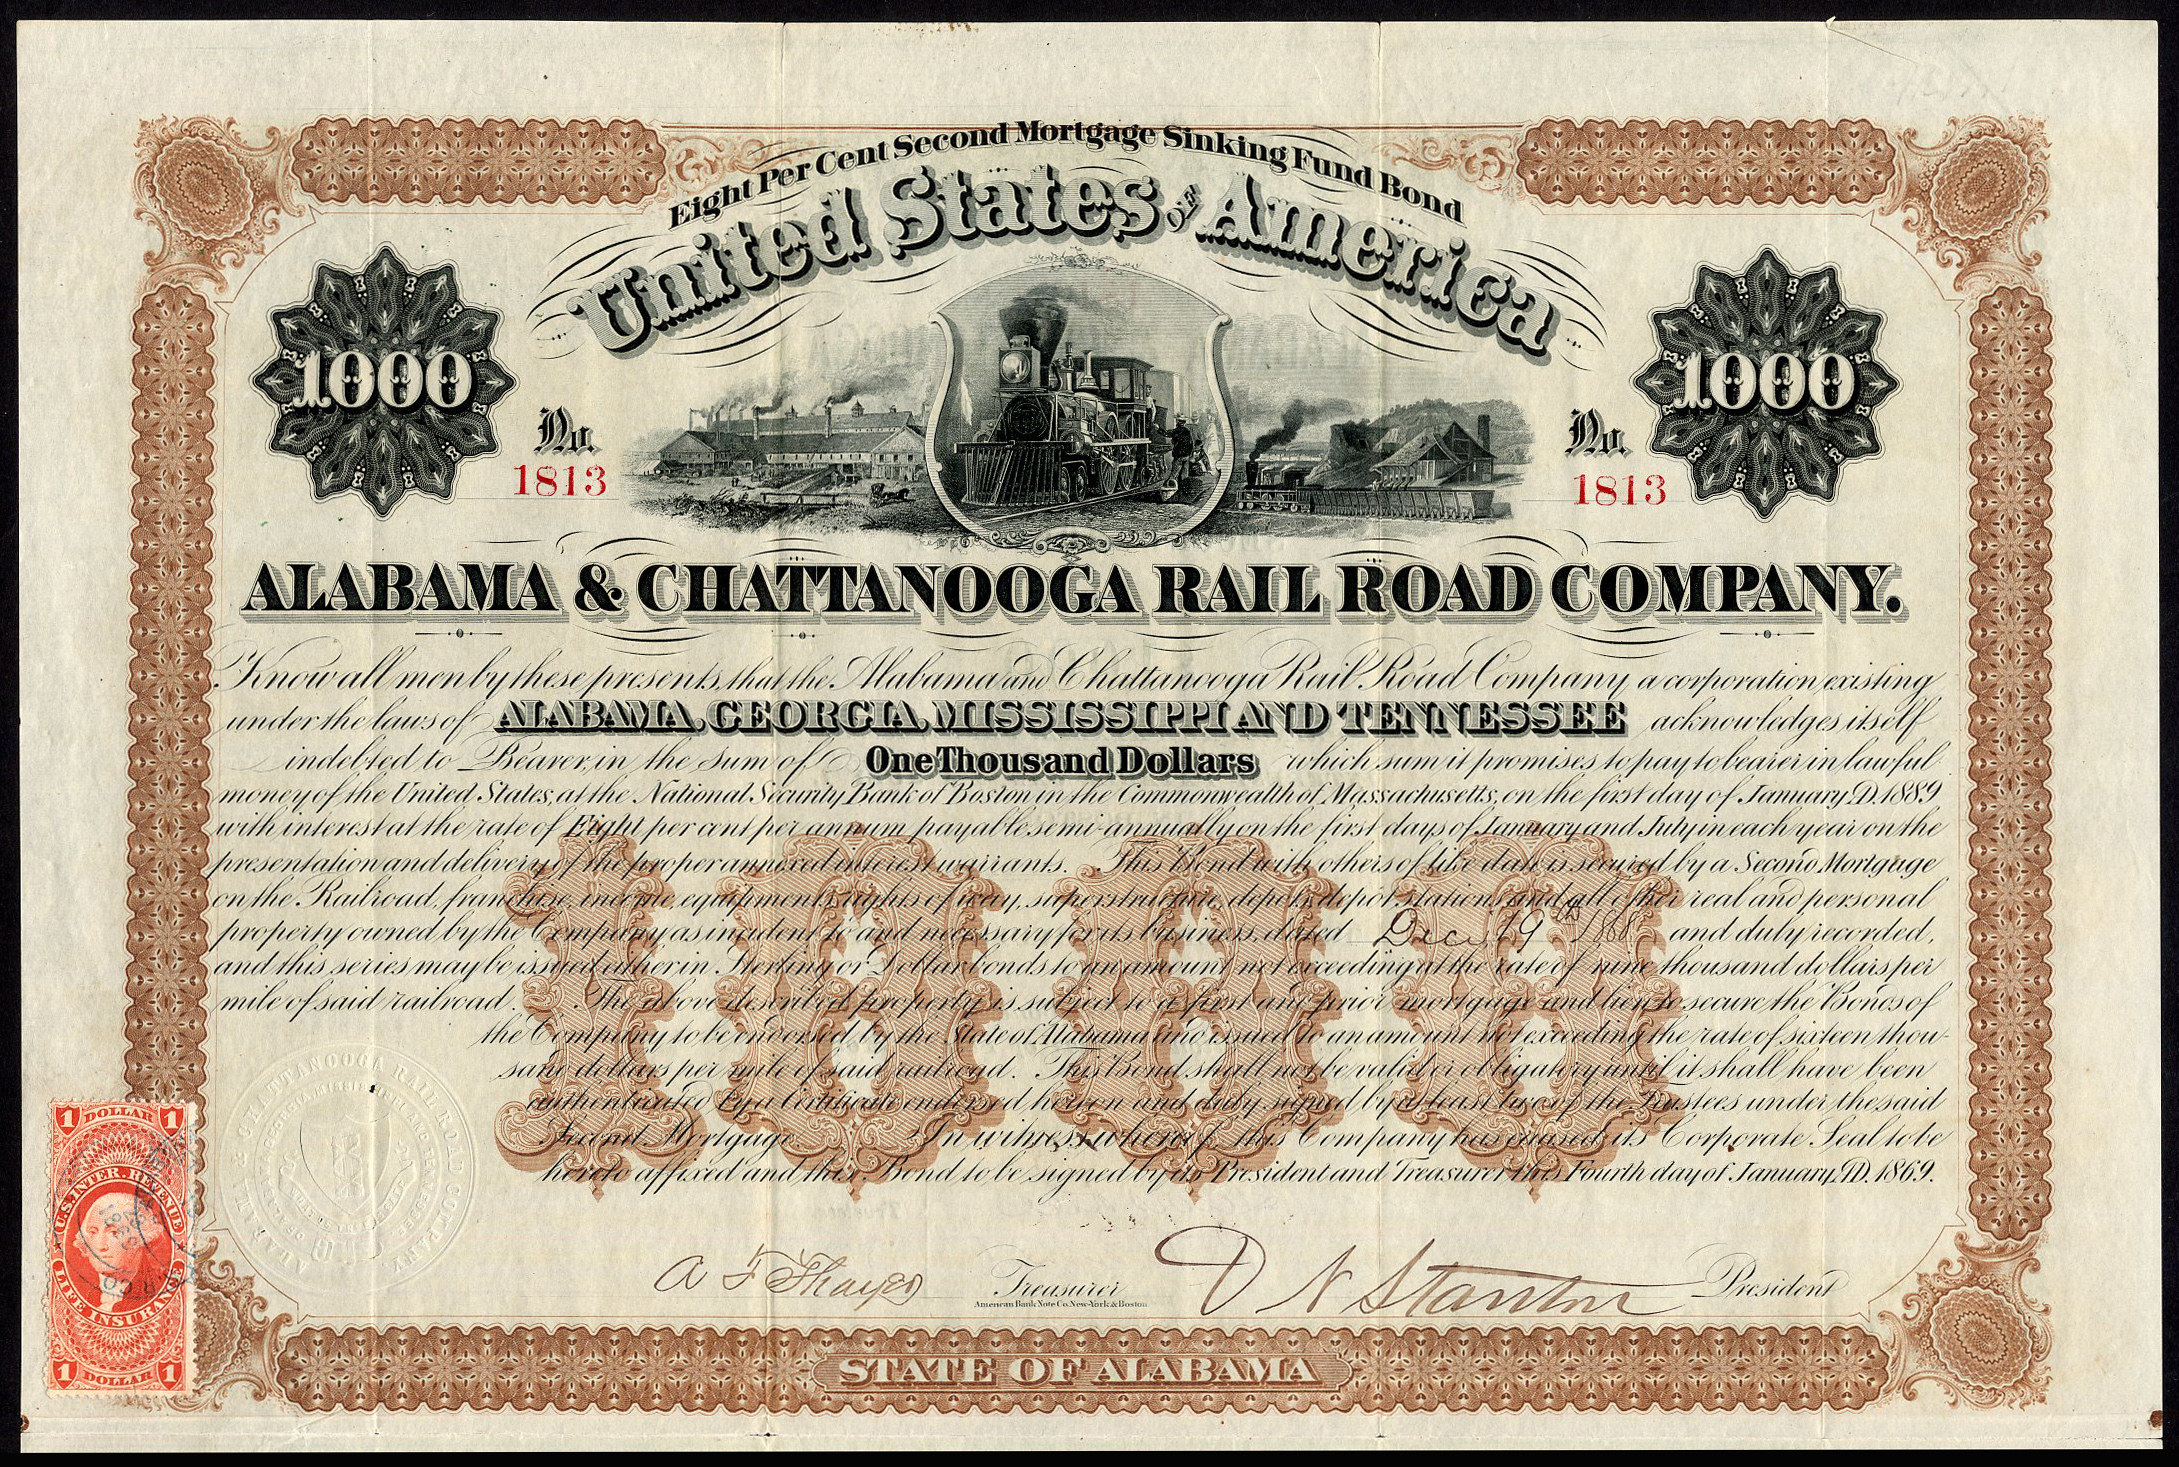 Eight Per Cent Second Mortgage Sinking Fund Bond
United States OF America
1000
1000
No.
1813
No.
1813
ALABAMA & CHATTANOOGA RAIL ROAD COMPANY.
Know all men by these presents, that the Alabama and Chattanooga Rail Road Company a corporation existing
under the laws of ALABAMA, GEORGIA, MISSISSIPPI AND TENNESSEE acknowledges itself
indebted to Bearer, in the sum of One Thousand Dollars which sum it promises to pay to bearer in lawful
money of the United States, at the National Security Bank of Boston in the Commonwealth of Massachusetts, on the first day of January A.D. 1889
with interest at the rate of Eight per cent per annum payable semi-annually on the first days of January and July in each year on the
presentation and delivery of the proper annexed interest warrants. This Bond with others of like date is secured by a Second Mortgage
on the Railroad, franchise, income, equipments, rights of way, superstructure, depots, depot stations and all other real and personal
property owned by the Company as incident to and necessary for its business, dated Dec. 19th 1868 and duly recorded,
and this series may be issued either in Sterling or Dollar bonds to an amount not exceeding at the rate of nine thousand dollars per
mile of said railroad. The above described property is subject to a first and prior mortgage and lien to secure the Bonds of
the Company to be endorsed by the State of Alabama and issued to an amount not exceeding the rate of sixteen thou-
sand dollars per mile of said railroad. This Bond shall not be valid or obligatory until it shall have been
authenticated by a Certificate endorsed hereon and duly signed by at least two of the Trustees under the said
Second Mortgage. In witness whereof, this Company has caused its Corporate Seal to be
hereto affixed and this Bond to be signed by its President and Treasurer this Fourth day of January, A.D. 1869.
CHATTANOOGA RAIL ROAD COMPANY.
1 DOLLAR 1
U.S. INTER. REVENUE
LIFE INSURANCE
1 DOLLAR 1
A F Thayer Treasurer
D N Stanton President
American Bank Note Co. New-York & Boston
STATE OF ALABAMA